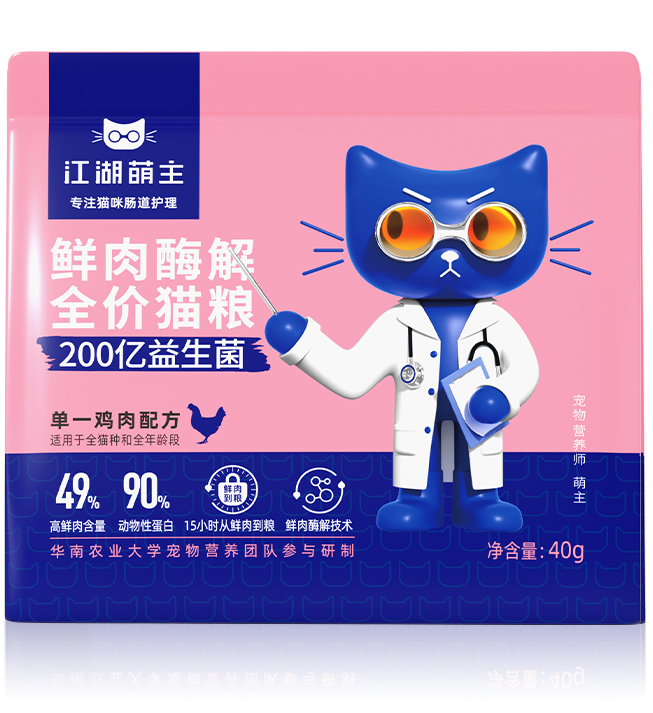 江湖萌主
专注猫咪肠道护理
鲜肉酶解
全价猫粮
200亿益生菌
单一鸡肉配方
适用于全猫种和全年龄段
宠物营养师 萌主
49%
高鲜肉含量
90%
动物性蛋白
鲜肉
到粮
15小时从鲜肉到粮
鲜肉酶解技术
华南农业大学宠物营养团队参与研制
净含量:40g